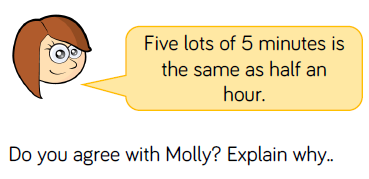 Five lots of 5 minutes is
the same as half an
hour.
Do you agree with Molly? Explain why..